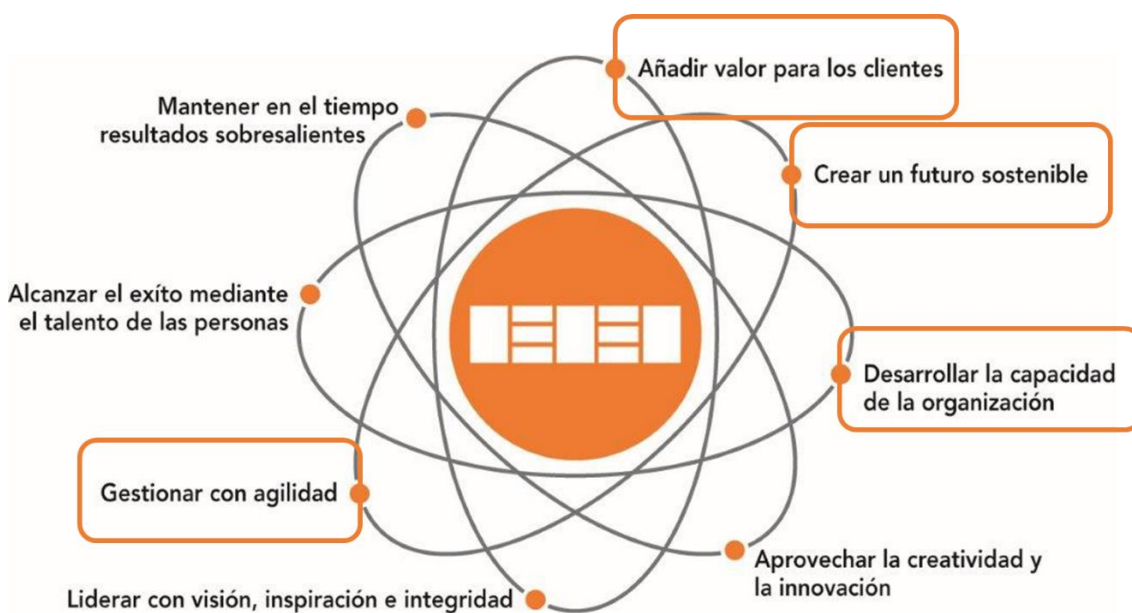 Añadir valor para los clientes
Crear un futuro sostenible
Desarrollar la capacidad
de la organización
Aprovechar la creatividad y
la innovación
Liderar con visión, inspiración e integridad
Gestionar con agilidad
Alcanzar el exíto mediante
el talento de las personas
Mantener en el tiempo
resultados sobresalientes